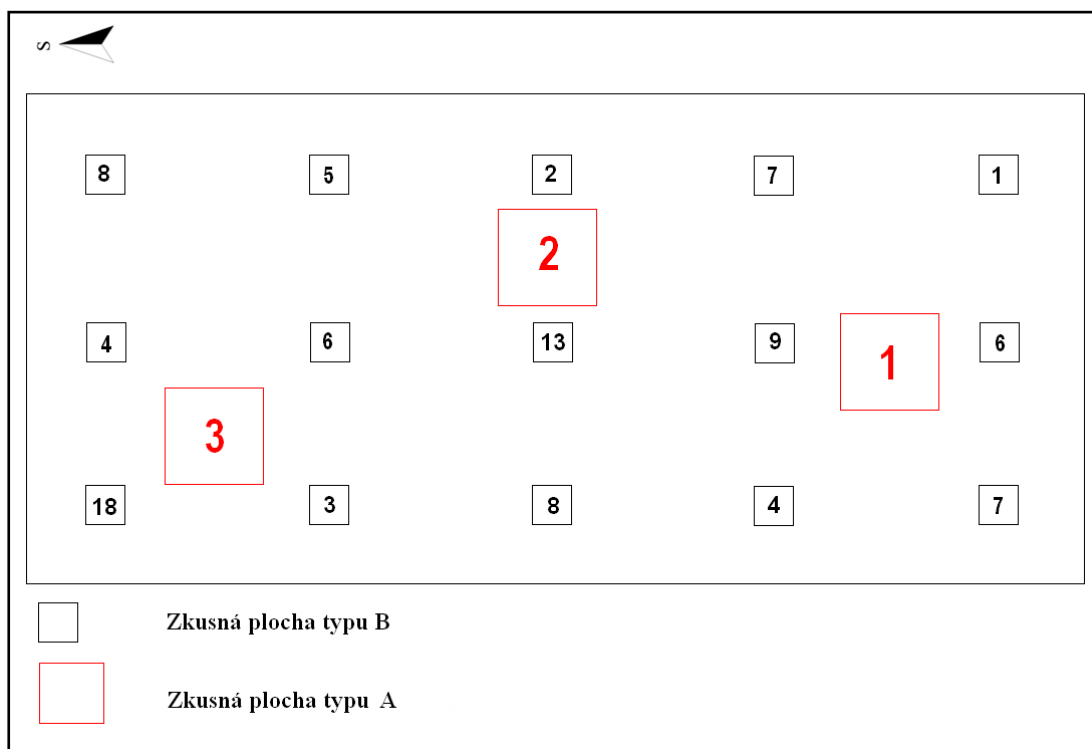 S
8 5 2 7 1
2
4 6 13 9 6
1
3
18 3 8 4 7
Zkusná plocha typu B
Zkusná plocha typu A